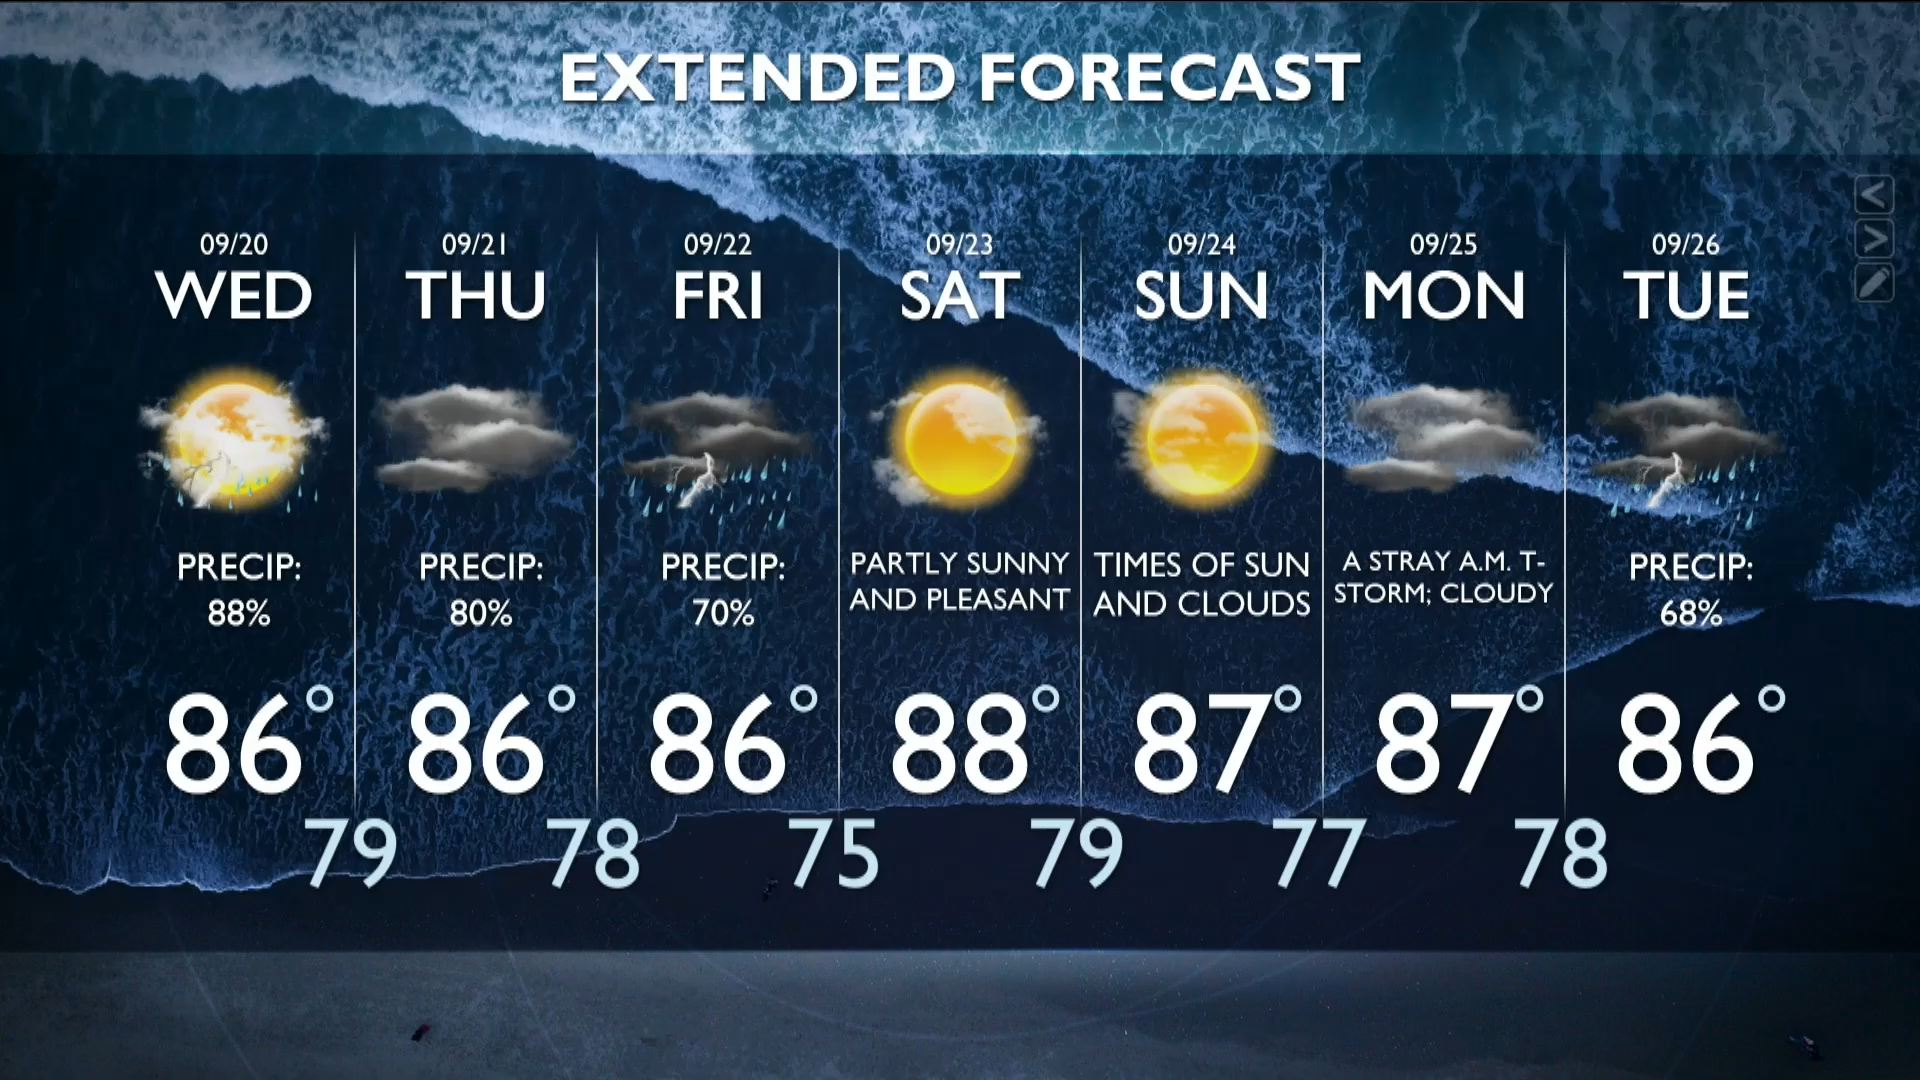 EXTENDED FORECAST
09/20
WED
PRECIP:
88%
86°
09/21
THU
PRECIP:
80%
86°
09/22
FRI
PRECIP:
70%
86°
09/23
SAT
PARTLY SUNNY
AND PLEASANT
88°
09/24
SUN
TIMES OF SUN
AND CLOUDS
87°
09/25
MON
A STRAY A.M. T-
STORM; CLOUDY
87°
09/26
TUE
PRECIP:
68%
86°
79
78
75
79
77
78